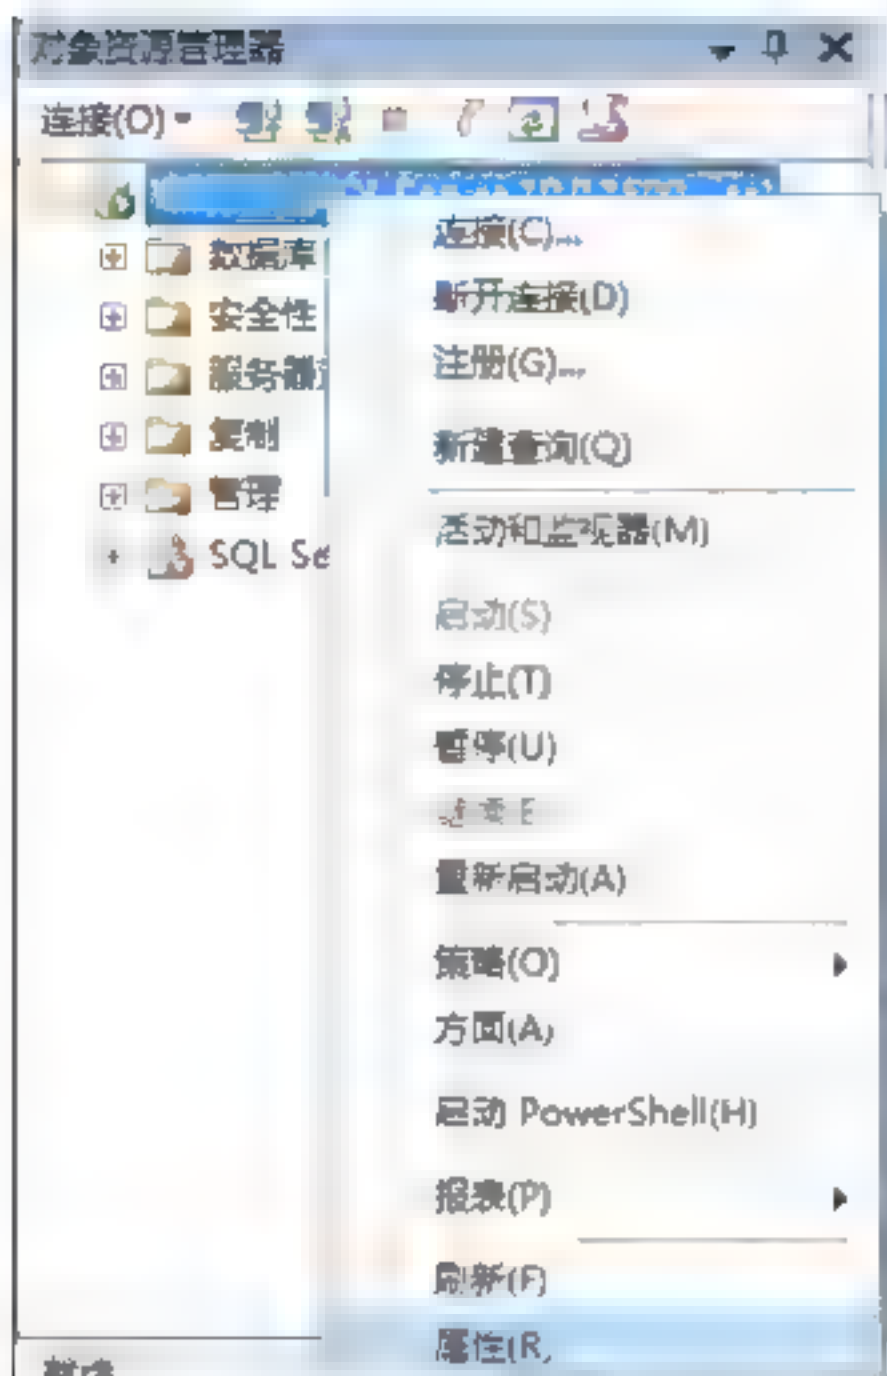 对象资源管理器
连接(O)
连接(C)...
数据库
断开连接(D)
安全性
注册(G)...
服务器
复制
新建查询(Q)
管理
活动和监视器(M)
SQL Se
启动(S)
停止(T)
暂停(U)
重新启动(A)
策略(O)
方面(A)
启动 PowerShell(H)
报表(P)
刷新(F)
属性(R)